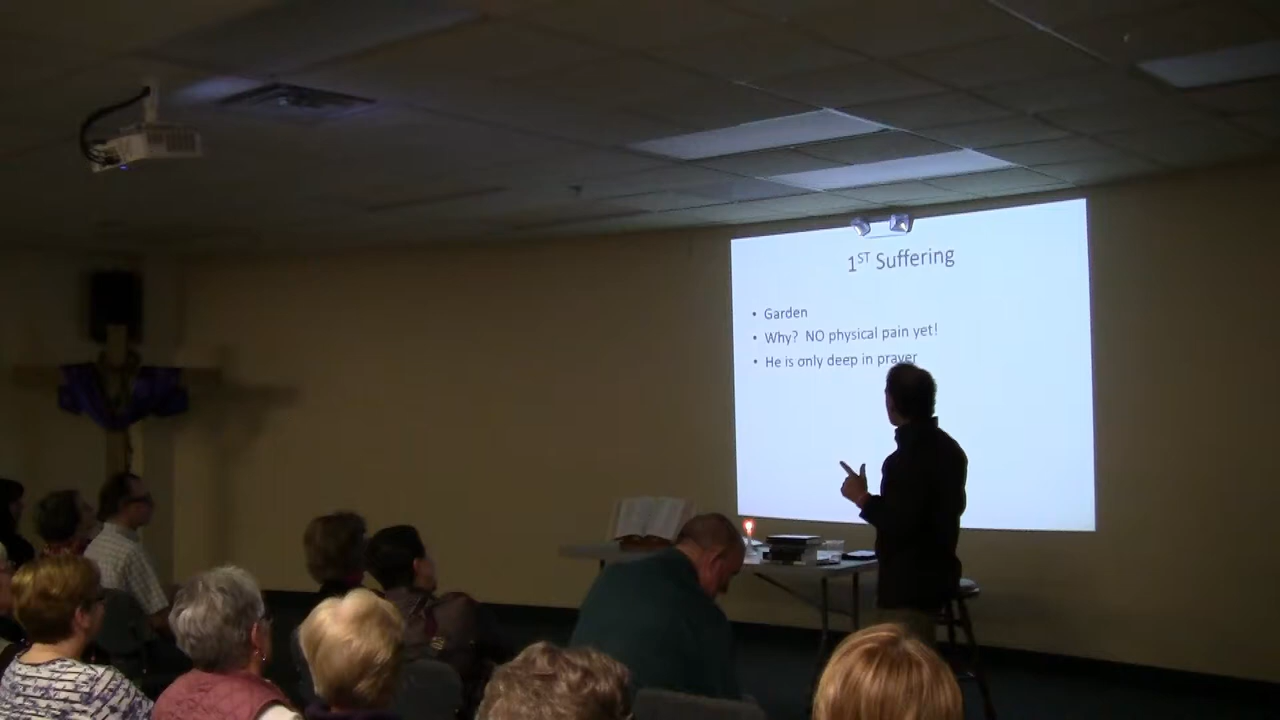 1ST Suffering
• Garden
• Why? NO physical pain yet!
• He is only deep in prayer